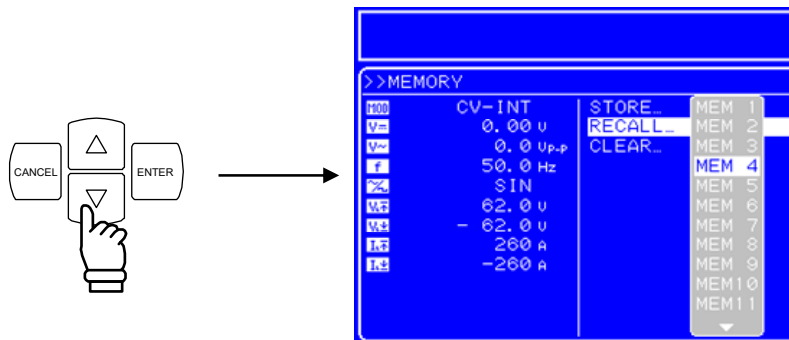 CANCEL
ENTER
>>MEMORY
MOD CV-INT
V= 0.00 V
V~ 0.0 Vp-p
f 50.0 Hz
SIN
62.0 V
- 62.0 V
260 A
-260 A
STORE…
RECALL…
CLEAR…
MEM 1
MEM 2
MEM 3
MEM 4
MEM 5
MEM 6
MEM 7
MEM 8
MEM 9
MEM10
MEM11